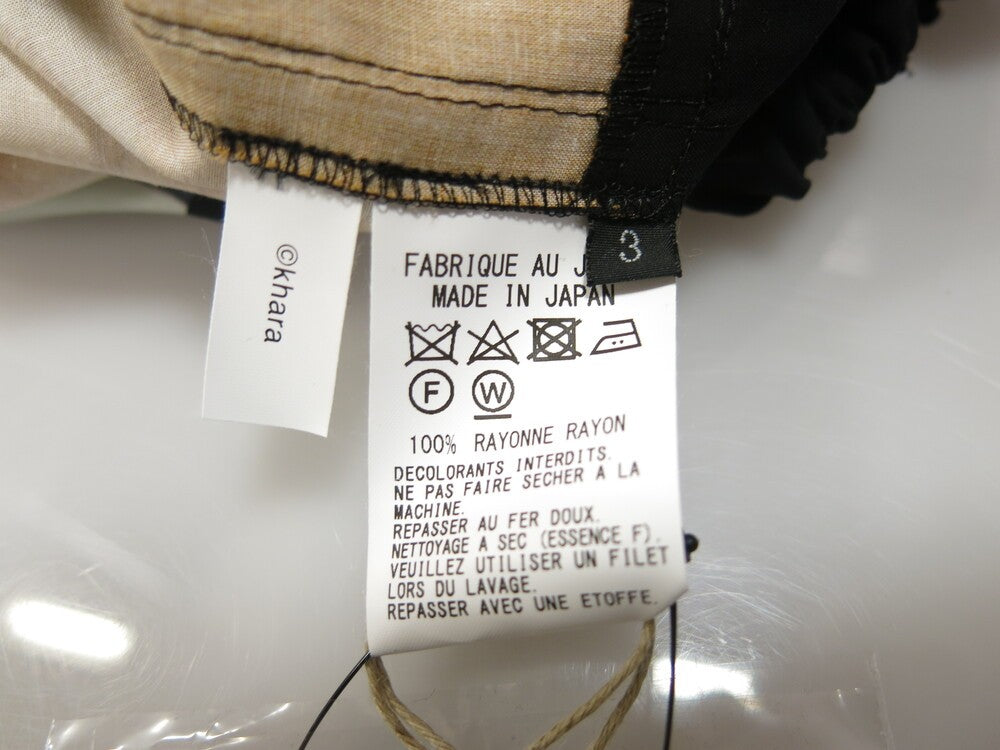 ©khara
3
FABRIQUE AU J
MADE IN JAPAN
F W
100% RAYONNE RAYON
DECOLORANTS INTERDITS.
NE PAS FAIRE SECHER A LA
MACHINE.
REPASSER AU FER DOUX.
NETTOYAGE A SEC (ESSENCE F).
VEUILLEZ UTILISER UN FILET
LORS DU LAVAGE.
REPASSER AVEC UNE ETOFFE.